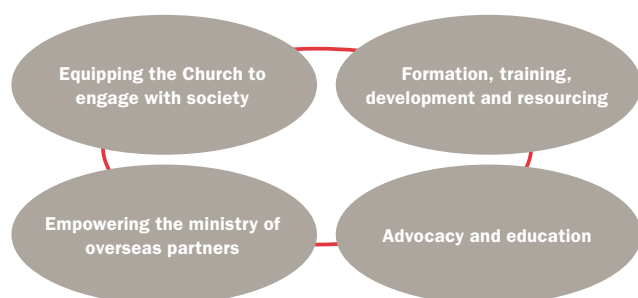 Equipping the Church to
engage with society
Formation, training,
development and resourcing
Empowering the ministry of
overseas partners
Advocacy and education